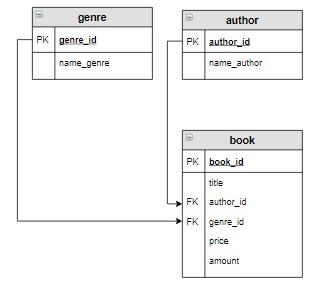 genre
PK genre_id
name_genre
author
PK author_id
name_author
book
PK book_id
title
FK author_id
FK genre_id
price
amount